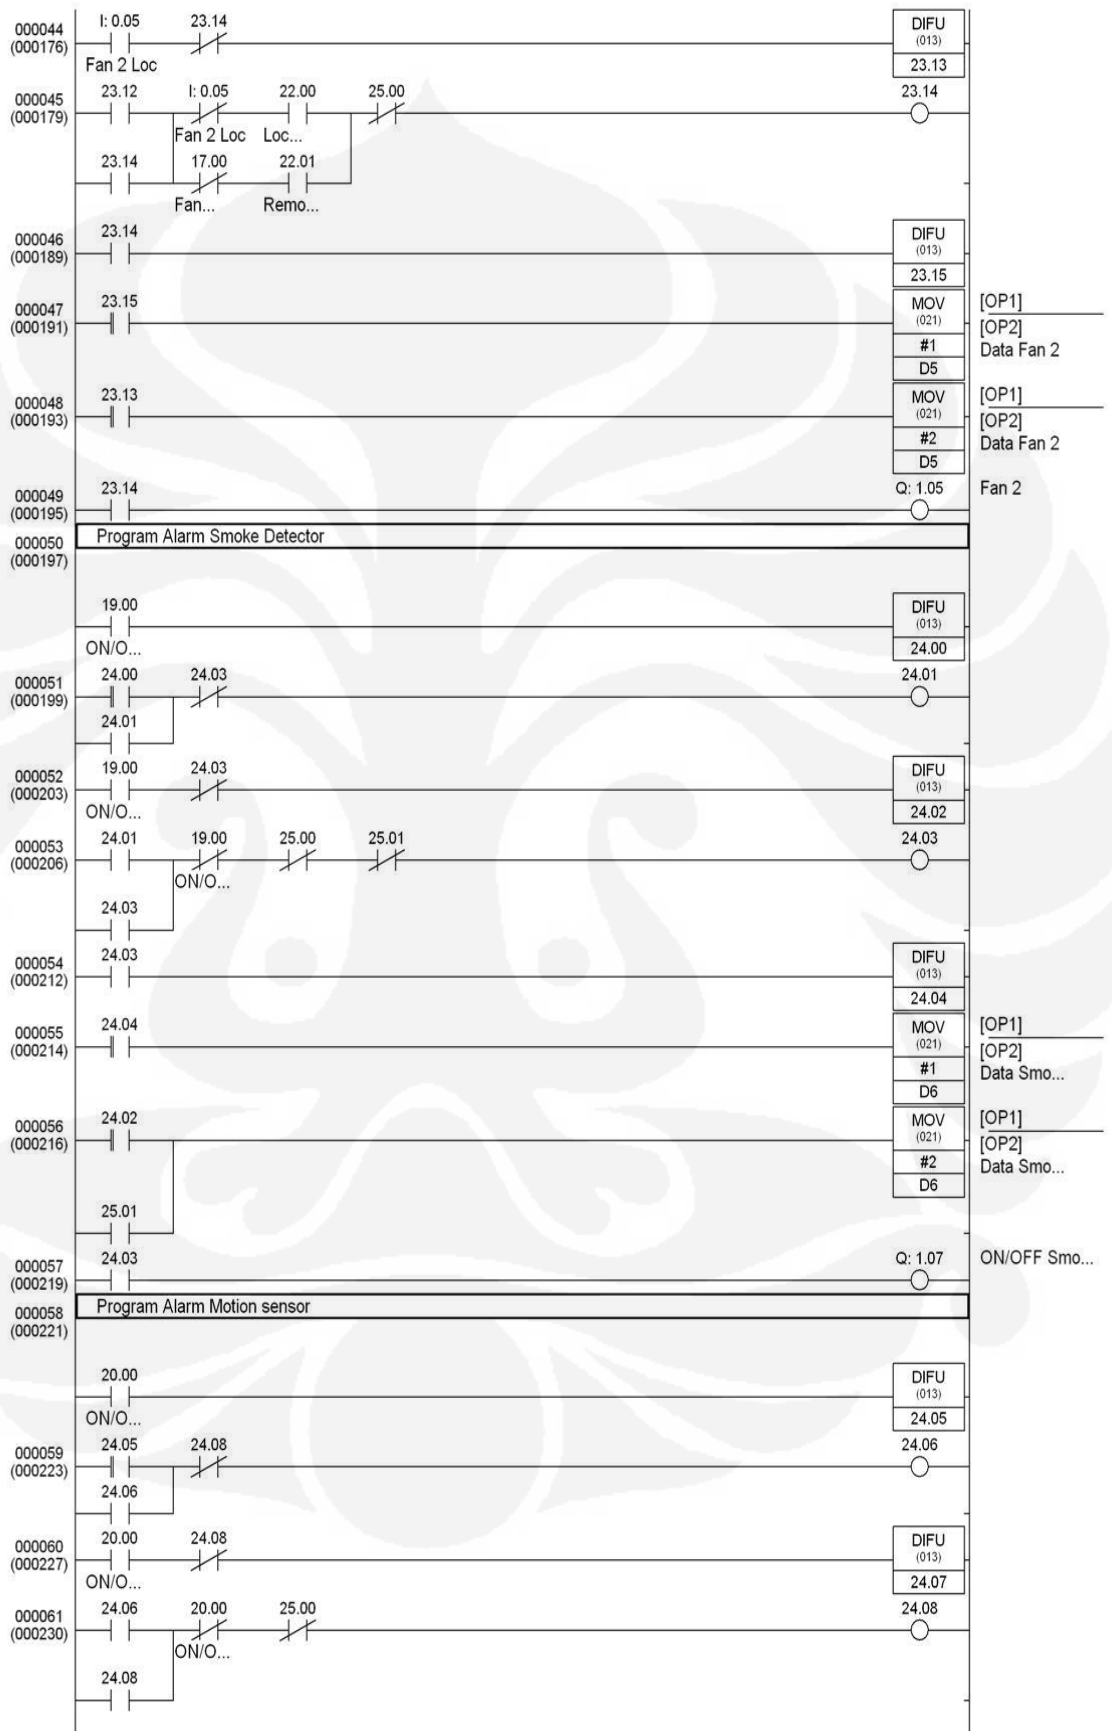 000044
(000176)
I: 0.05 23.14
Fan 2 Loc
DIFU
(013)
23.13
000045
(000179)
23.12 I: 0.05 22.00 25.00 23.14
Fan 2 Loc Loc...
23.14 17.00 22.01
Fan... Remo...
000046
(000189)
23.14
DIFU
(013)
23.15
000047
(000191)
23.15
MOV
(021)
#1
D5
[OP1]
[OP2]
Data Fan 2
000048
(000193)
23.13
MOV
(021)
#2
D5
[OP1]
[OP2]
Data Fan 2
000049
(000195)
23.14 Q: 1.05 Fan 2
000050
(000197)
Program Alarm Smoke Detector
19.00
ON/O...
DIFU
(013)
24.00
000051
(000199)
24.00 24.03 24.01
24.01
000052
(000203)
19.00 24.03
ON/O...
DIFU
(013)
24.02
000053
(000206)
24.01 19.00 25.00 25.01 24.03
ON/O...
24.03
000054
(000212)
24.03
DIFU
(013)
24.04
000055
(000214)
24.04
MOV
(021)
#1
D6
[OP1]
[OP2]
Data Smo...
000056
(000216)
24.02
MOV
(021)
#2
D6
[OP1]
[OP2]
Data Smo...
25.01
000057
(000219)
24.03 Q: 1.07 ON/OFF Smo...
000058
(000221)
Program Alarm Motion sensor
20.00
ON/O...
DIFU
(013)
24.05
000059
(000223)
24.05 24.08 24.06
24.06
000060
(000227)
20.00 24.08
ON/O...
DIFU
(013)
24.07
000061
(000230)
24.06 20.00 25.00 24.08
ON/O...
24.08